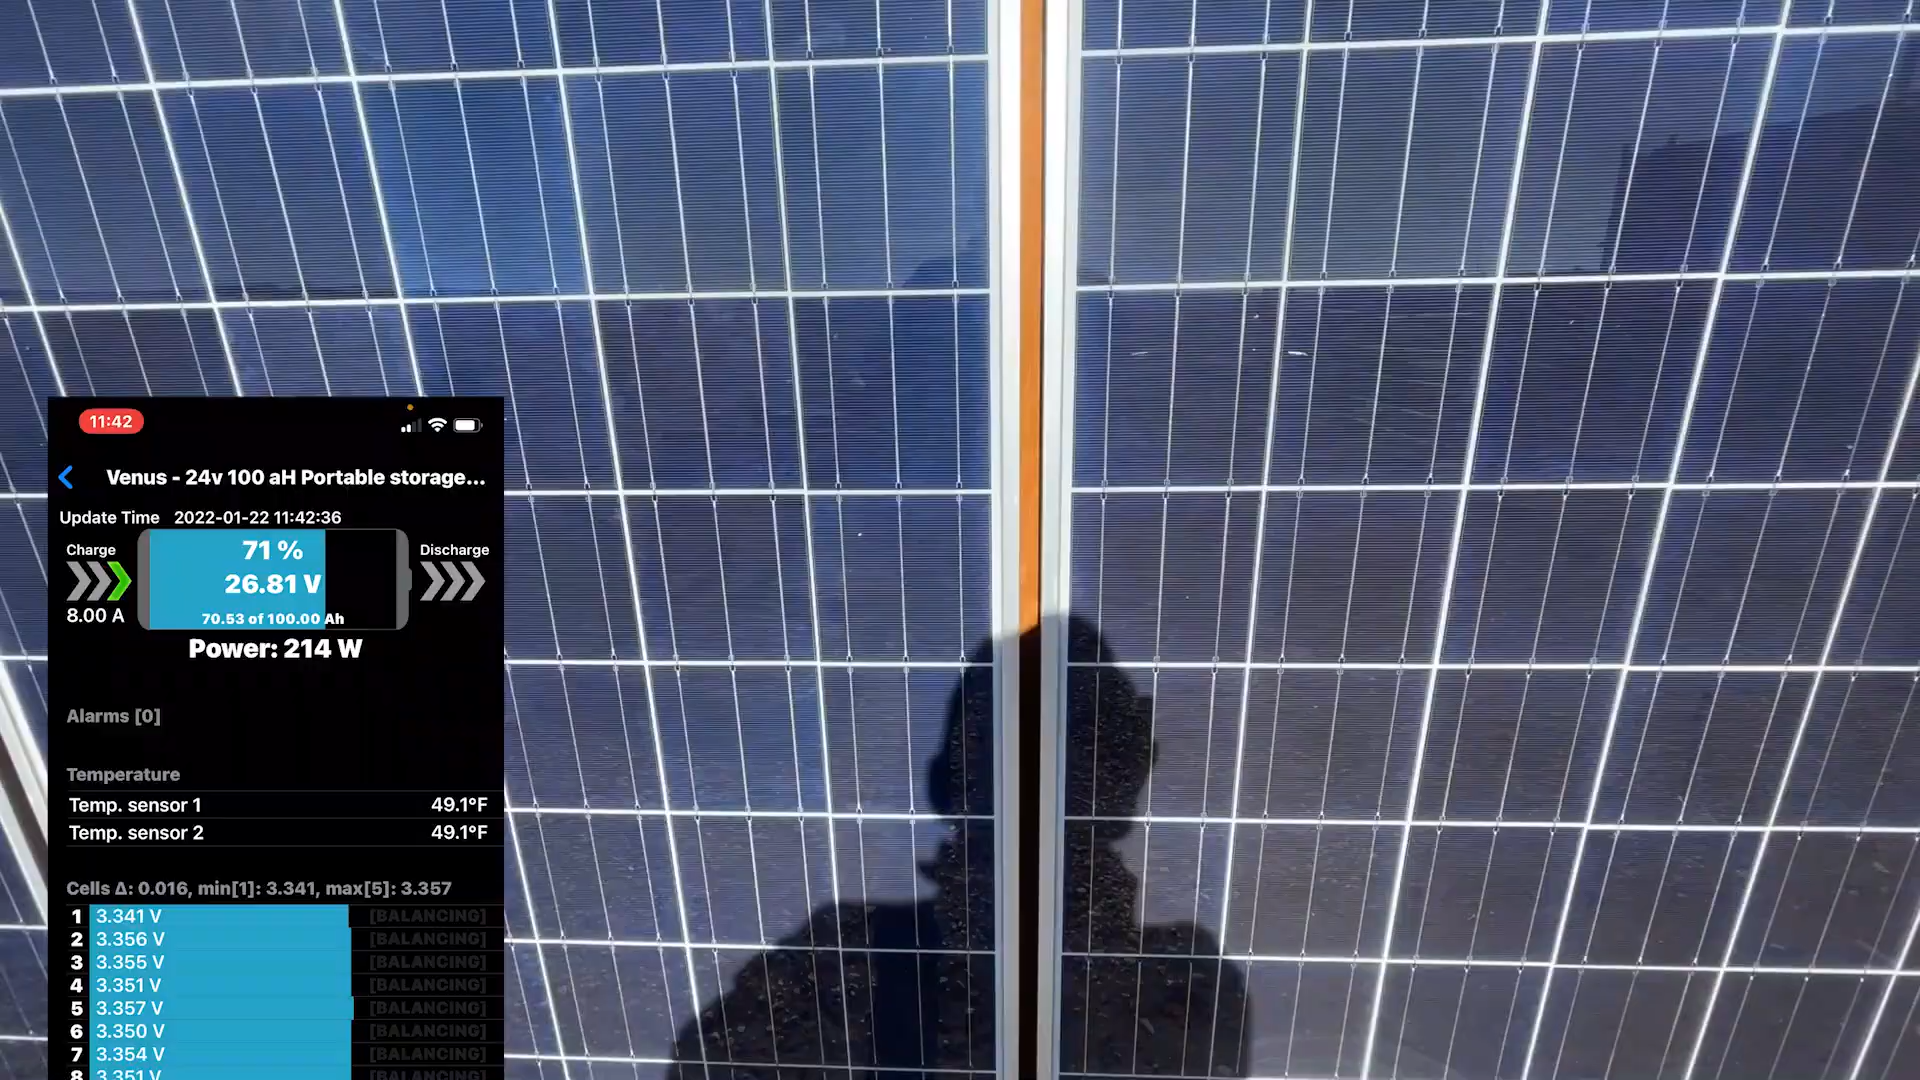 11:42
Venus - 24v 100 aH Portable storage...
Update Time 2022-01-22 11:42:36
Charge
71 %
Discharge
26.81 V
8.00 A
70.53 of 100.00 Ah
Power: 214 W
Alarms [0]
Temperature
Temp. sensor 1 49.1°F
Temp. sensor 2 49.1°F
Cells Δ: 0.016, min[1]: 3.341, max[5]: 3.357
1 3.341 V [BALANCING]
2 3.356 V [BALANCING]
3 3.355 V [BALANCING]
4 3.351 V [BALANCING]
5 3.357 V [BALANCING]
6 3.350 V [BALANCING]
7 3.354 V [BALANCING]
8 3.351 V [BALANCING]